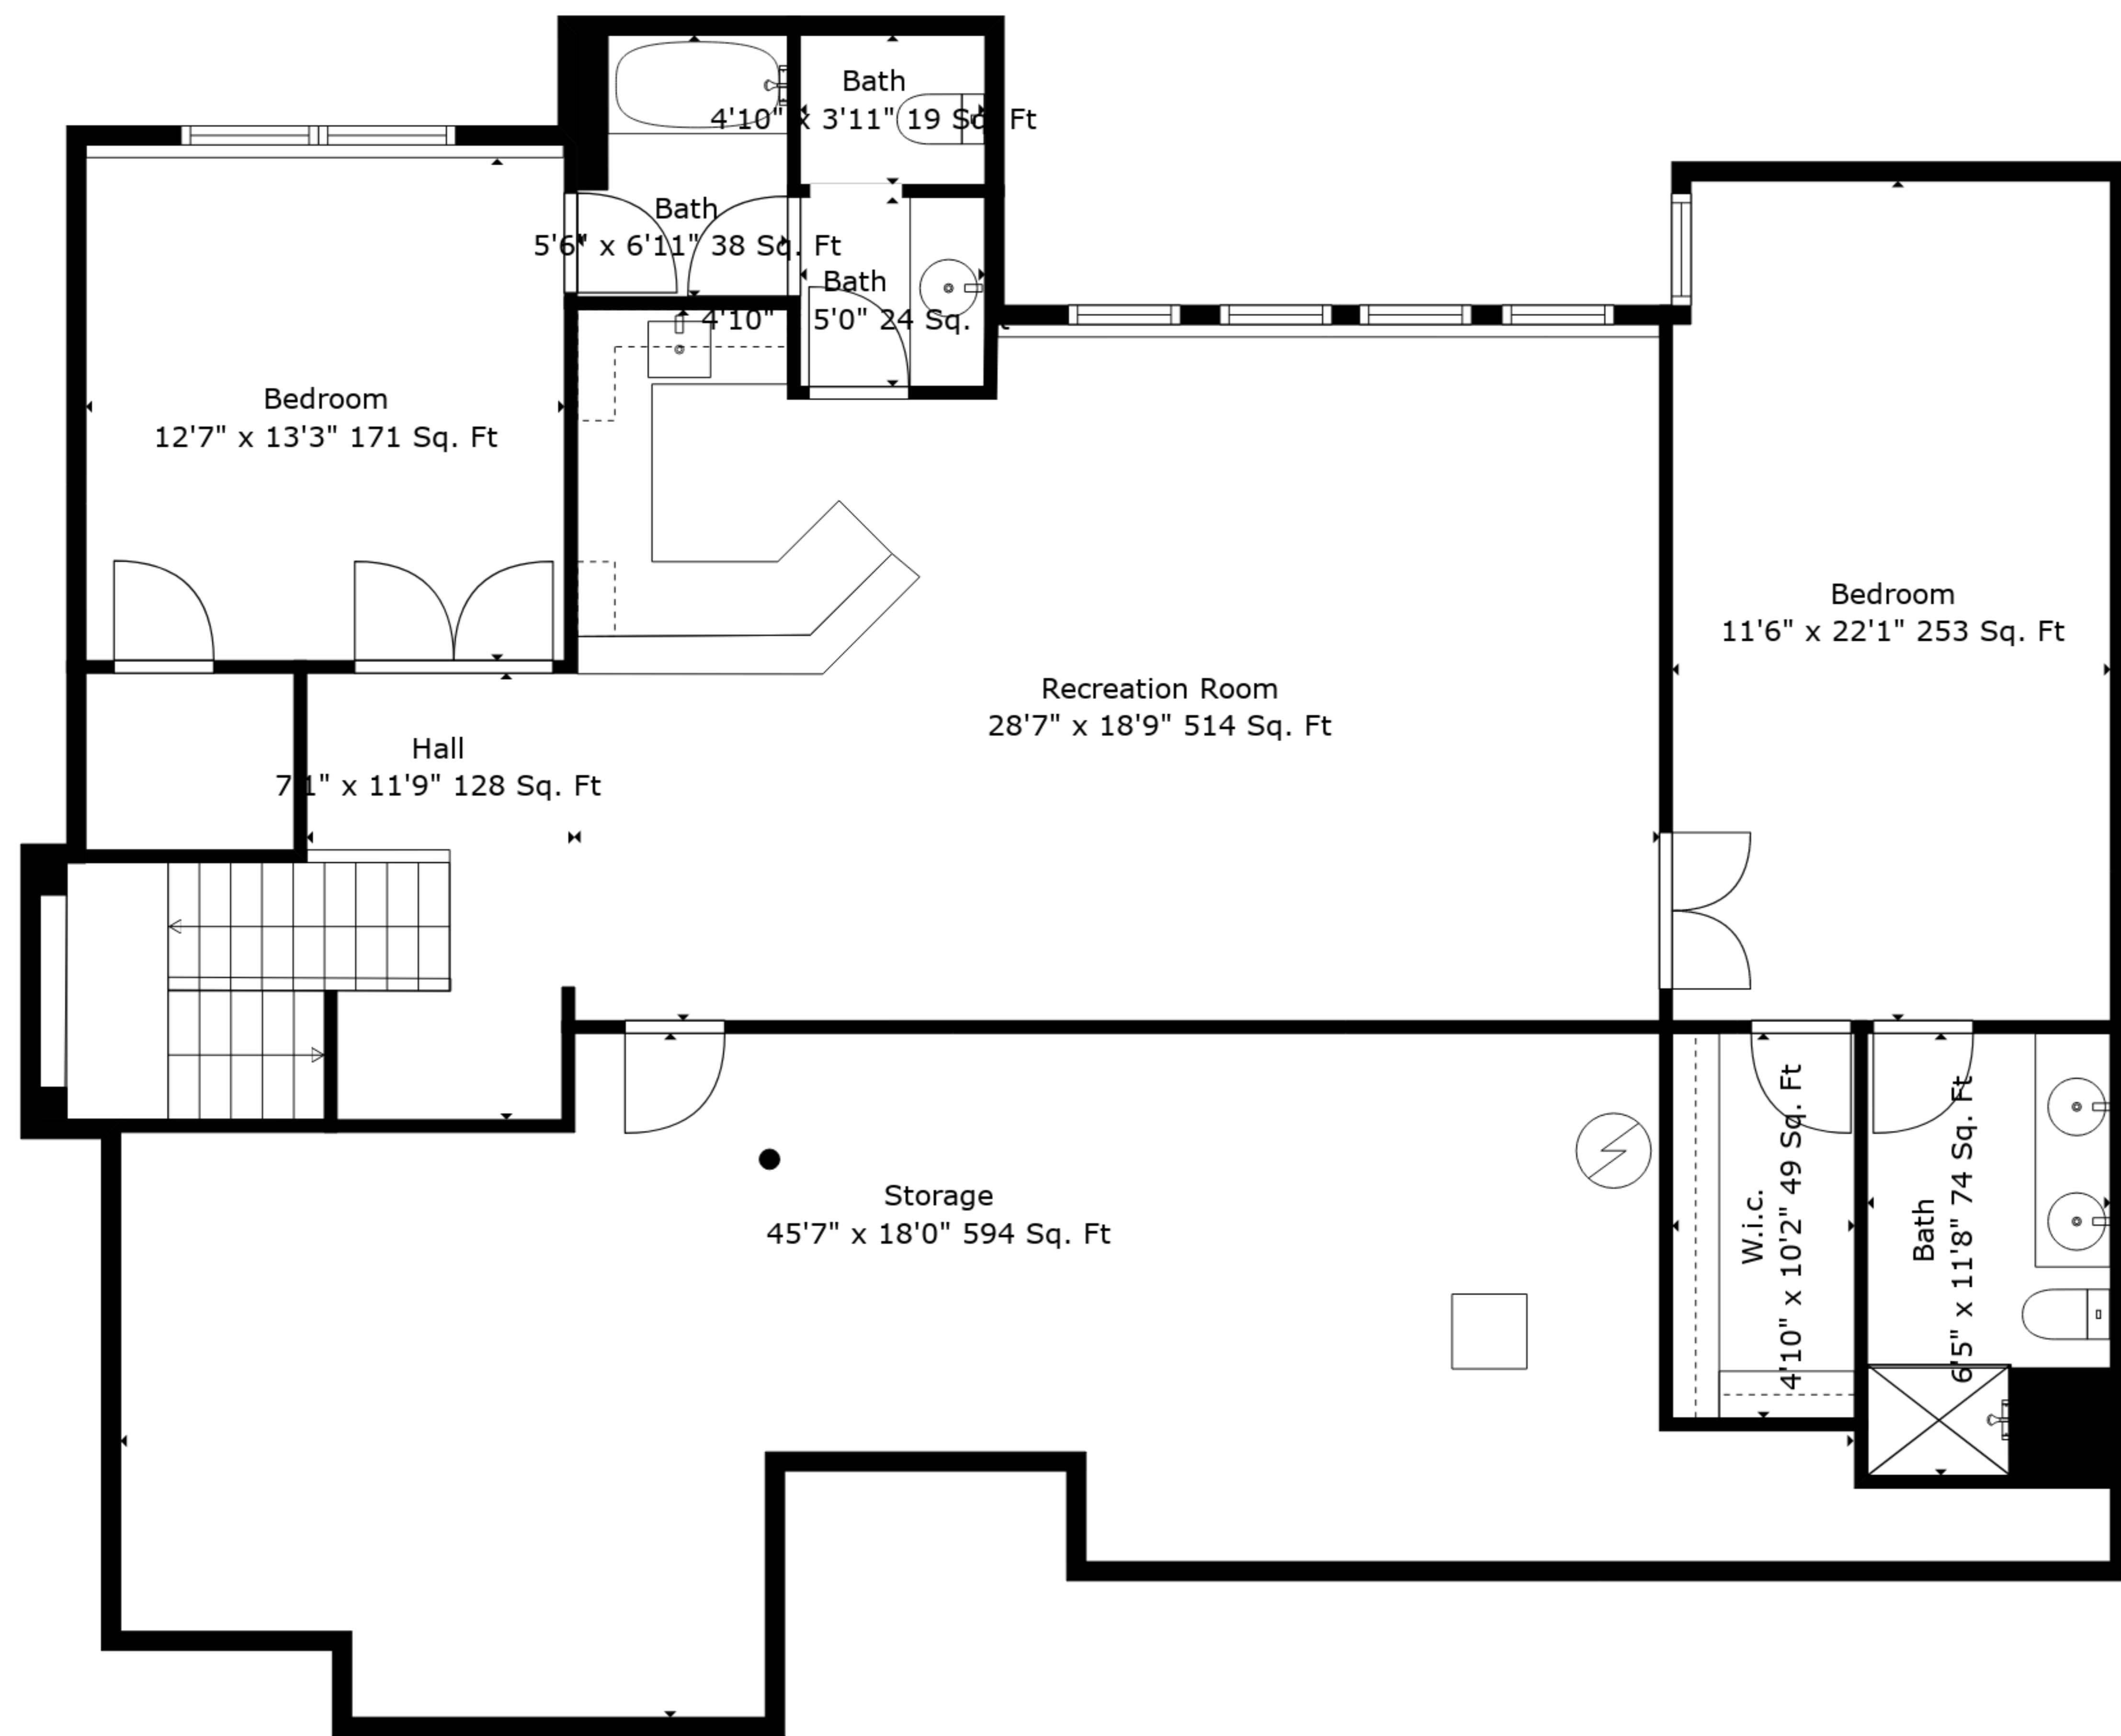 Bath
4'10" x 3'11" 19 Sq. Ft
Bath
5'6" x 6'11" 38 Sq. Ft
Bath
4'10" 5'0" 24 Sq. Ft
Bedroom
12'7" x 13'3" 171 Sq. Ft
Bedroom
11'6" x 22'1" 253 Sq. Ft
Recreation Room
28'7" x 18'9" 514 Sq. Ft
Hall
7'1" x 11'9" 128 Sq. Ft
Storage
45'7" x 18'0" 594 Sq. Ft
W.i.c.
4'10" x 10'2" 49 Sq. Ft
Bath
6'5" x 11'8" 74 Sq. Ft